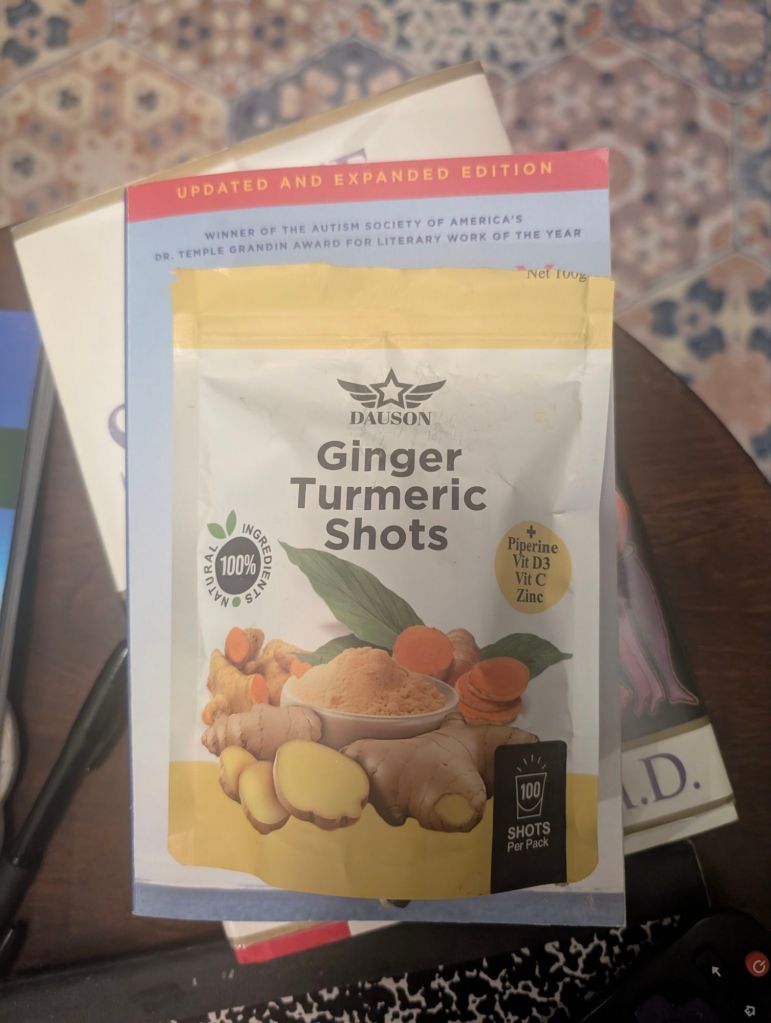 UPDATED AND EXPANDED EDITION
WINNER OF THE AUTISM SOCIETY OF AMERICA'S
DR. TEMPLE GRANDIN AWARD FOR LITERARY WORK OF THE YEAR
Net 100g
DAUSON
Ginger
Turmeric
Shots
100%
NATURAL INGREDIENTS
+
Piperine
Vit D3
Vit C
Zinc
100
SHOTS
Per Pack
.D.